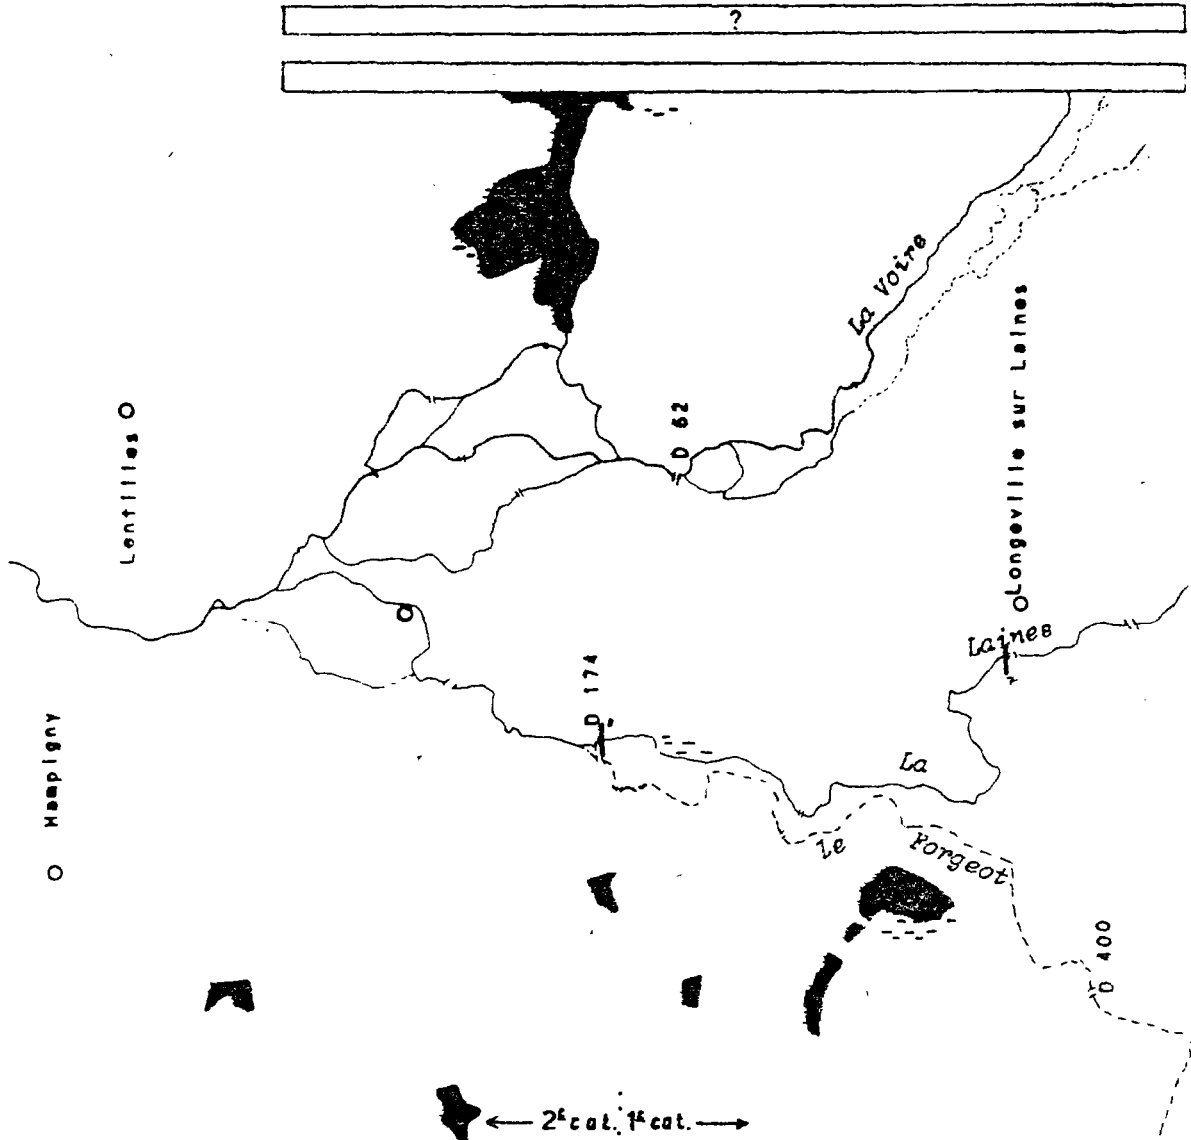 ?
La Voire
D 62
Longeville sur Laines
Lentilles
Laines
D 174
Hampigny
La
le Forgeot
D 400
2e cat. 1e cat.